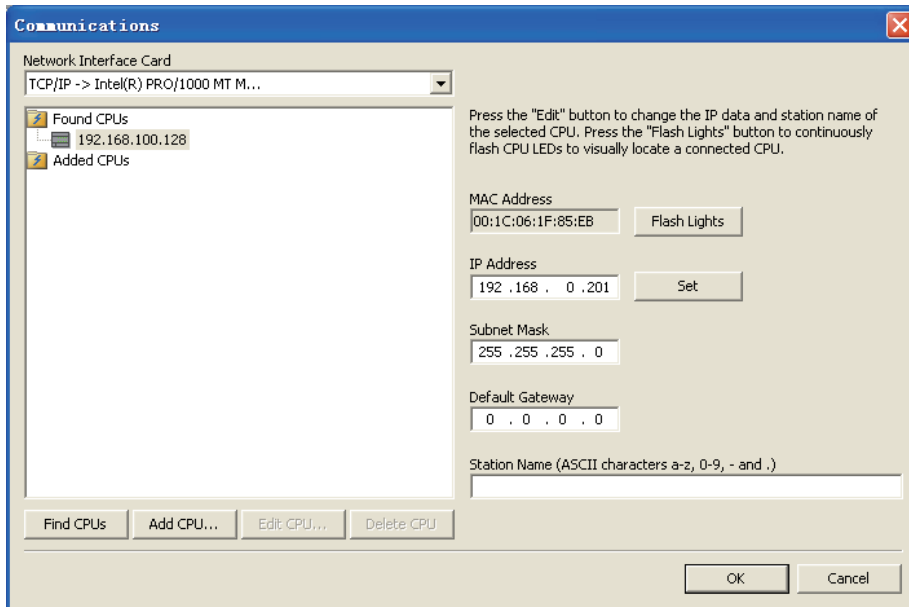 Communications
Network Interface Card
TCP/IP -> Intel(R) PRO/1000 MT M...
Found CPUs
192.168.100.128
Added CPUs
Find CPUs
Add CPU...
Edit CPU...
Delete CPU
Press the "Edit" button to change the IP data and station name of
the selected CPU. Press the "Flash Lights" button to continuously
flash CPU LEDs to visually locate a connected CPU.
MAC Address
00:1C:06:1F:85:EB
Flash Lights
IP Address
192 .168 . 0 .201
Set
Subnet Mask
255 .255 .255 . 0
Default Gateway
0 . 0 . 0 . 0
Station Name (ASCII characters a-z, 0-9, - and .)
OK
Cancel